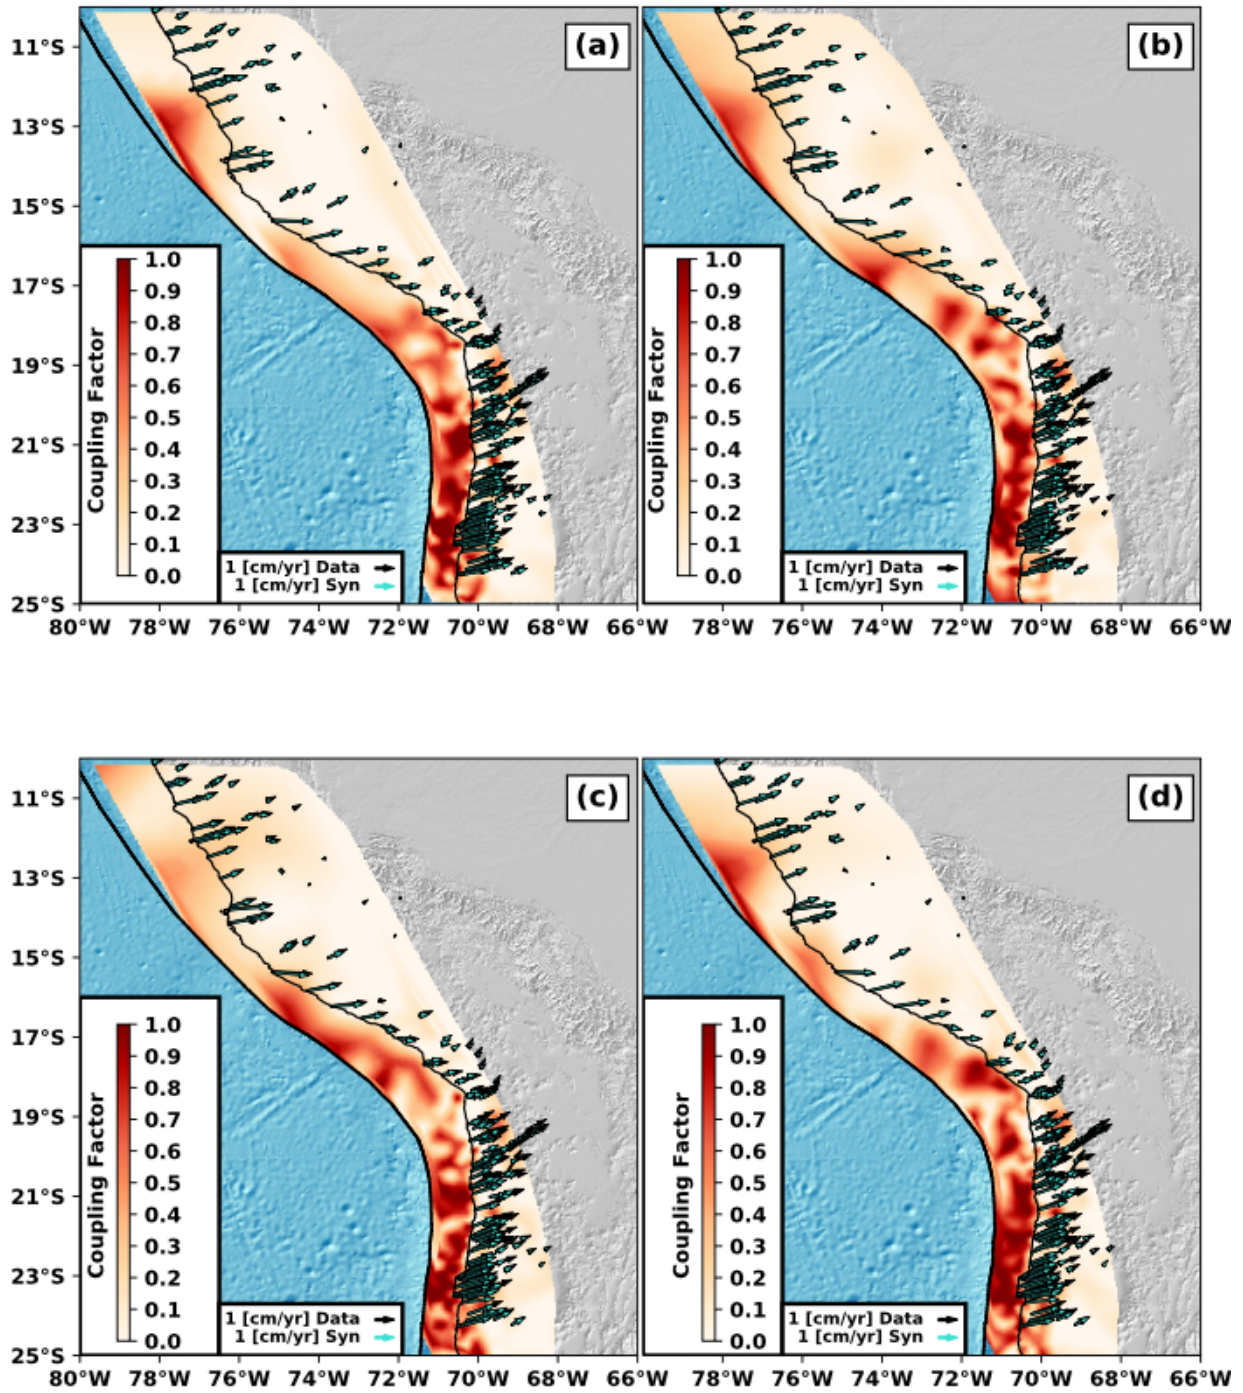 (a)
(b)
11°S
13°S
15°S
17°S
19°S
21°S
23°S
25°S
Coupling Factor
1.0
0.9
0.8
0.7
0.6
0.5
0.4
0.3
0.2
0.1
0.0
1 [cm/yr] Data
1 [cm/yr] Syn
Coupling Factor
1.0
0.9
0.8
0.7
0.6
0.5
0.4
0.3
0.2
0.1
0.0
1 [cm/yr] Data
1 [cm/yr] Syn
80°W 78°W 76°W 74°W 72°W 70°W 68°W 66°W 78°W 76°W 74°W 72°W 70°W 68°W 66°W
(c)
(d)
11°S
13°S
15°S
17°S
19°S
21°S
23°S
25°S
Coupling Factor
1.0
0.9
0.8
0.7
0.6
0.5
0.4
0.3
0.2
0.1
0.0
1 [cm/yr] Data
1 [cm/yr] Syn
Coupling Factor
1.0
0.9
0.8
0.7
0.6
0.5
0.4
0.3
0.2
0.1
0.0
1 [cm/yr] Data
1 [cm/yr] Syn
80°W 78°W 76°W 74°W 72°W 70°W 68°W 66°W 78°W 76°W 74°W 72°W 70°W 68°W 66°W